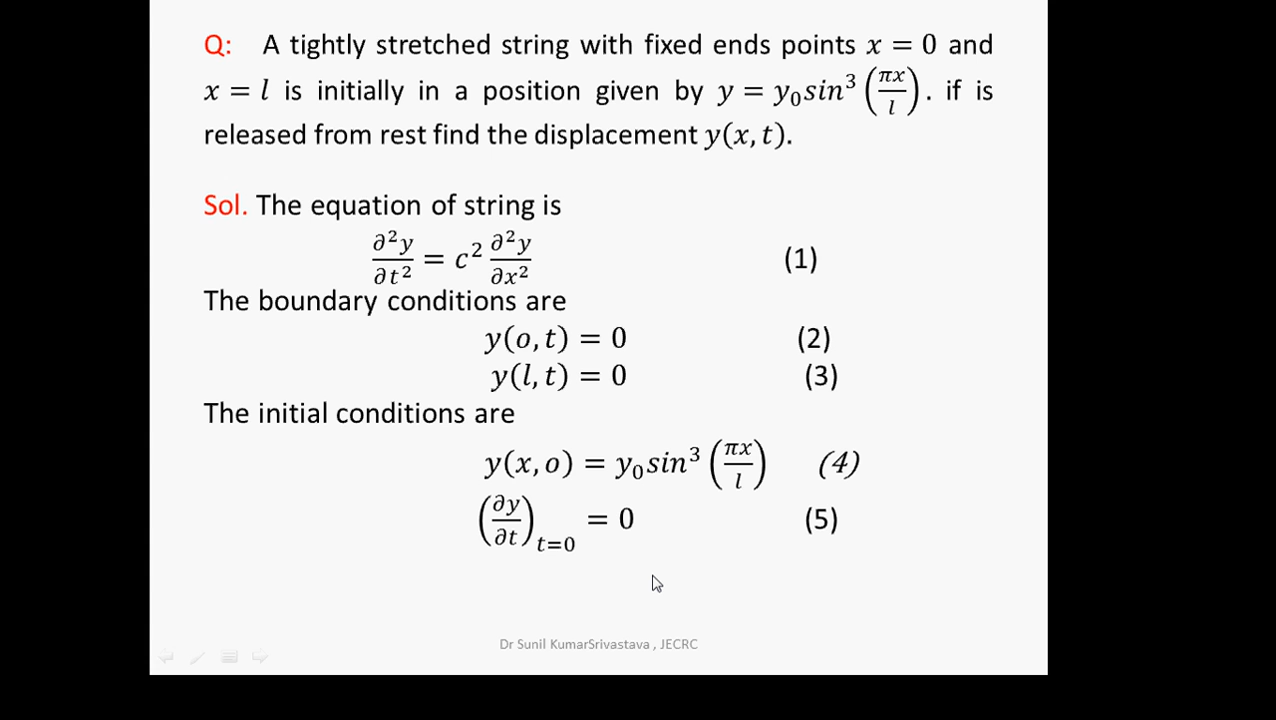 Q: A tightly stretched string with fixed ends points x = 0 and
x = l is initially in a position given by y = y₀sin³(πx/l). if is
released from rest find the displacement y(x, t).
Sol. The equation of string is
∂²y/∂t² = c² ∂²y/∂x² (1)
The boundary conditions are
y(o, t) = 0 (2)
y(l, t) = 0 (3)
The initial conditions are
y(x, o) = y₀sin³(πx/l) (4)
(∂y/∂t)ₜ₌₀ = 0 (5)
Dr Sunil KumarSrivastava , JECRC